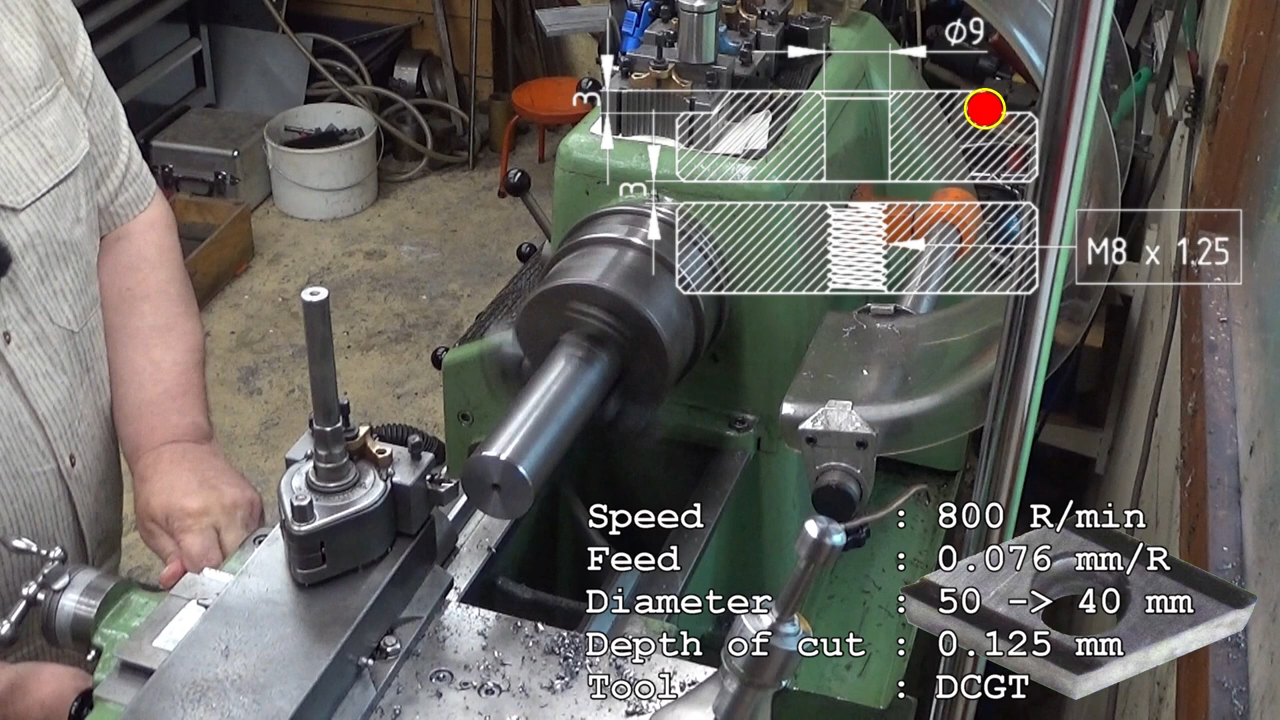 Ø9
3
3
M8 x 1.25
Speed : 800 R/min
Feed : 0.076 mm/R
Diameter : 50 -> 40 mm
Depth of cut : 0.125 mm
Tool : DCGT